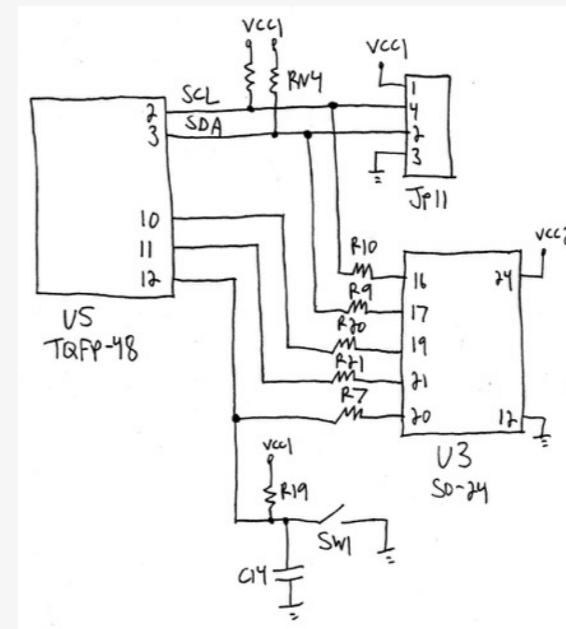 VCC1
VCC1
RN4
SCL
SDA
2
3
1
4
2
3
JP11
10
11
12
U5
TQFP-48
R10
R9
R20
R21
R7
16
17
19
21
20
24
12
VCC2
U3
SO-24
VCC1
R19
SW1
C14